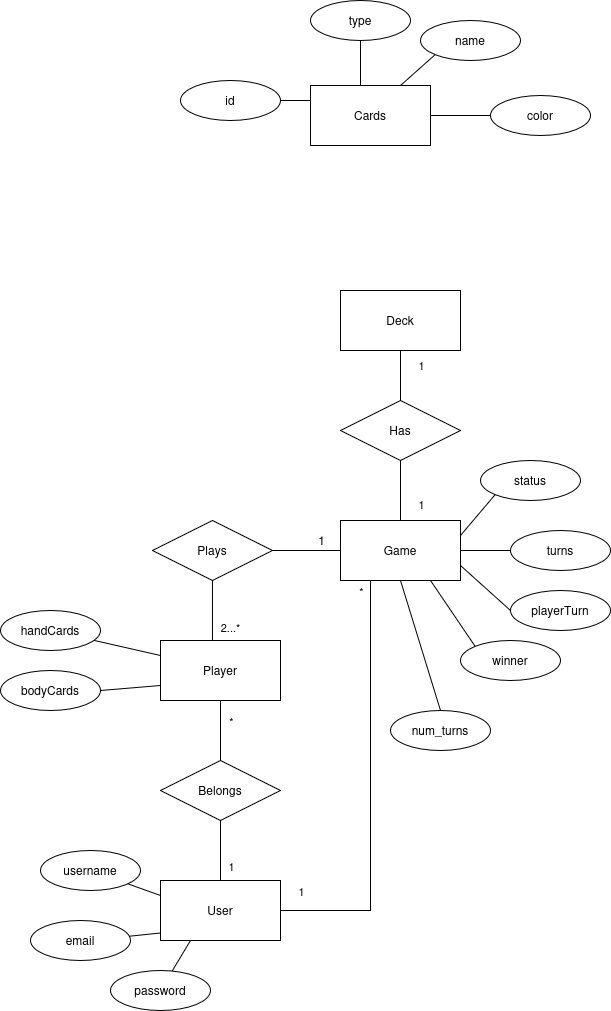 type
name
id
Cards
color
Deck
1
Has
1
status
Plays
1
Game
turns
*
playerTurn
2...*
handCards
Player
winner
bodyCards
*
num_turns
Belongs
1
username
1
User
email
password